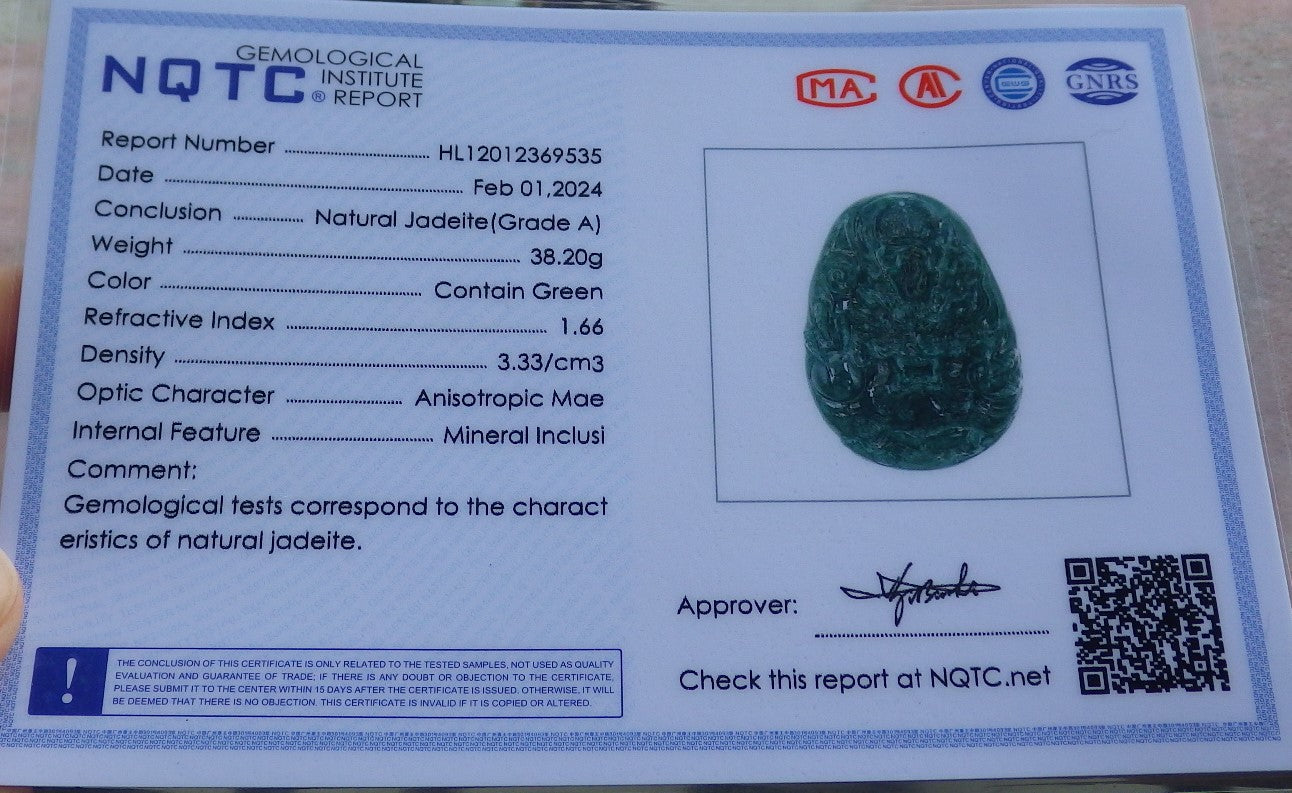 NQTC® GEMOLOGICAL INSTITUTE REPORT
Report Number HL12012369535
Date Feb 01,2024
Conclusion Natural Jadeite(Grade A)
Weight 38.20g
Color Contain Green
Refractive Index 1.66
Density 3.33/cm3
Optic Character Anisotropic Mae
Internal Feature Mineral Inclusi
Comment:
Gemological tests correspond to the charact
eristics of natural jadeite.
! THE CONCLUSION OF THIS CERTIFICATE IS ONLY RELATED TO THE TESTED SAMPLES, NOT USED AS QUALITY
EVALUATION AND GUARANTEE OF TRADE; IF THERE IS ANY DOUBT OR OBJECTION TO THE CERTIFICATE,
PLEASE SUBMIT IT TO THE CENTER WITHIN 15 DAYS AFTER THE CERTIFICATE IS ISSUED. OTHERWISE, IT WILL
BE DEEMED THAT THERE IS NO OBJECTION. THIS CERTIFICATE IS INVALID IF IT IS COPIED OR ALTERED.
MA GNRS
Approver:
Check this report at NQTC.net